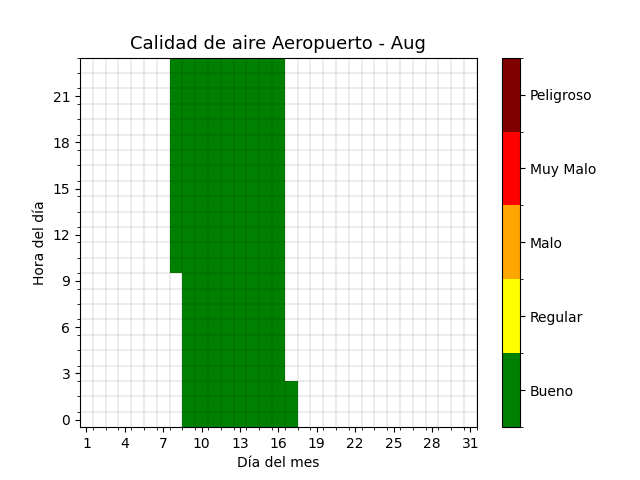 Calidad de aire Aeropuerto - Aug
Hora del día
21
18
15
12
9
6
3
0
1 4 7 10 13 16 19 22 25 28 31
Día del mes
Peligroso
Muy Malo
Malo
Regular
Bueno